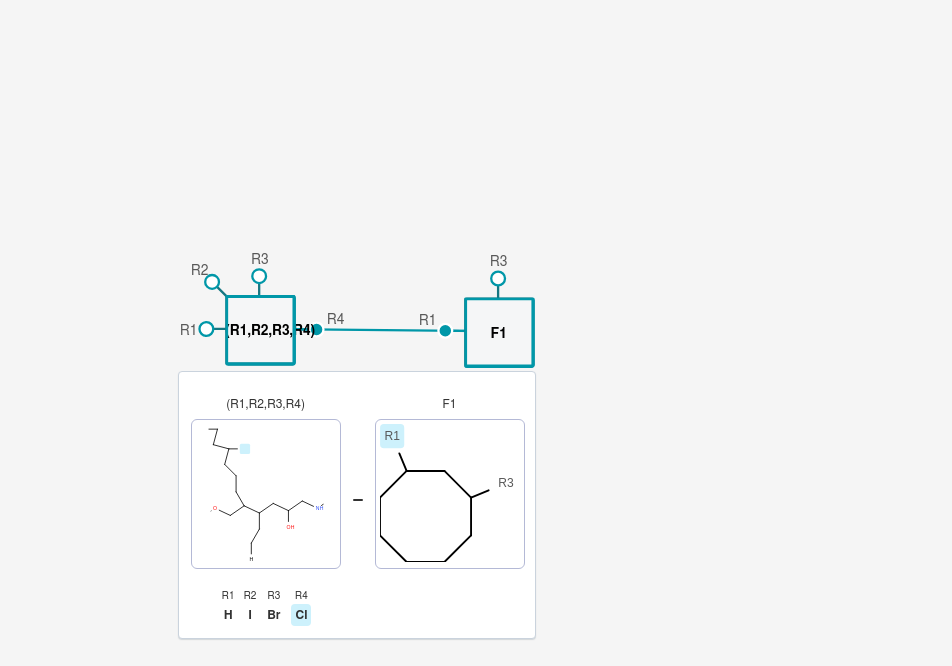 R3
R3
R2
R4
R1
R1
(R1,R2,R3,R4)
F1
(R1,R2,R3,R4)
F1
R1
R3
OH
H
R1 R2 R3 R4
H I Br Cl